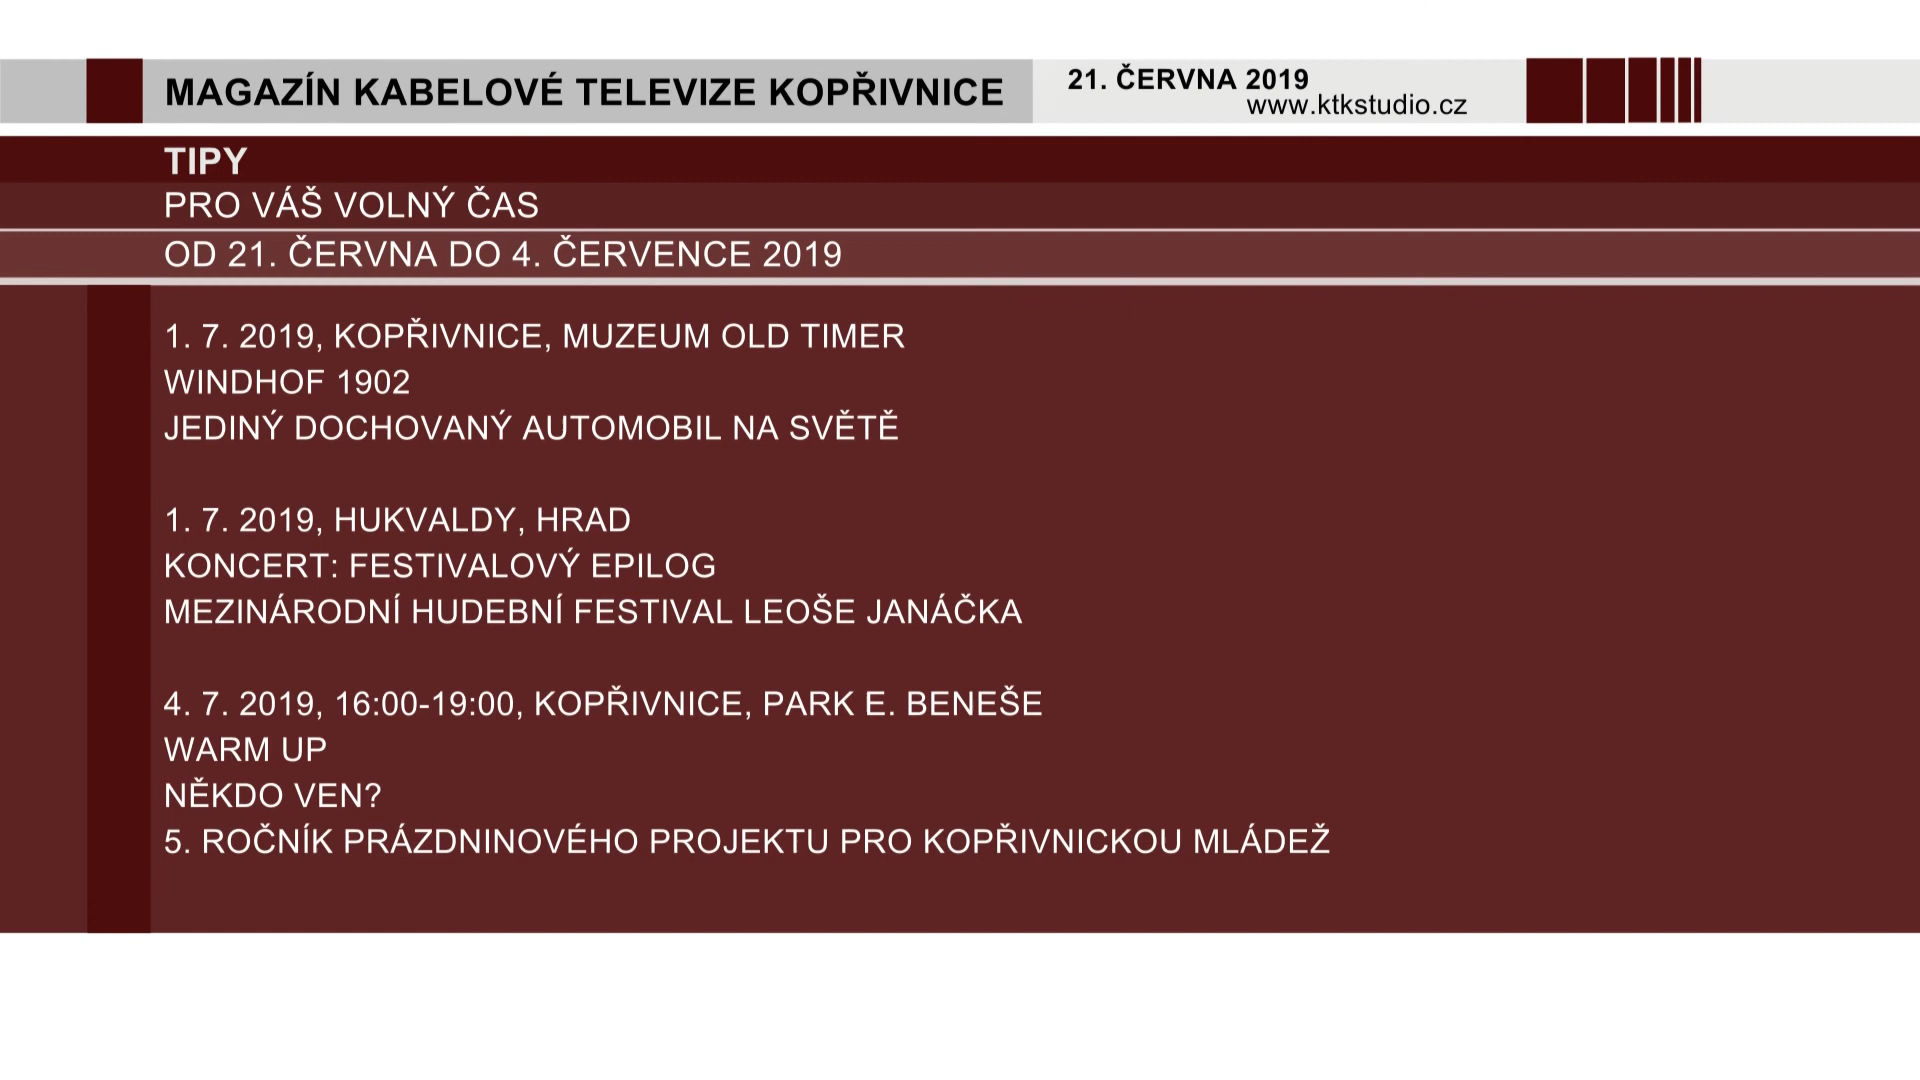 MAGAZÍN KABELOVÉ TELEVIZE KOPŘIVNICE
21. ČERVNA 2019
www.ktkstudio.cz
TIPY
PRO VÁŠ VOLNÝ ČAS
OD 21. ČERVNA DO 4. ČERVENCE 2019
1. 7. 2019, KOPŘIVNICE, MUZEUM OLD TIMER
WINDHOF 1902
JEDINÝ DOCHOVANÝ AUTOMOBIL NA SVĚTĚ
1. 7. 2019, HUKVALDY, HRAD
KONCERT: FESTIVALOVÝ EPILOG
MEZINÁRODNÍ HUDEBNÍ FESTIVAL LEOŠE JANÁČKA
4. 7. 2019, 16:00-19:00, KOPŘIVNICE, PARK E. BENEŠE
WARM UP
NĚKDO VEN?
5. ROČNÍK PRÁZDNINOVÉHO PROJEKTU PRO KOPŘIVNICKOU MLÁDEŽ